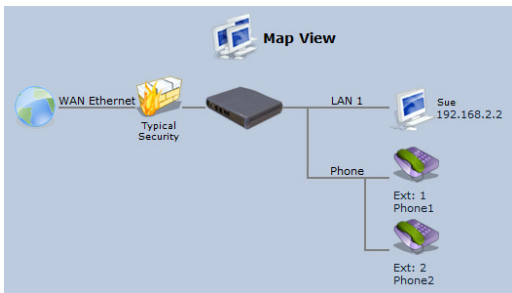 Map View
WAN Ethernet
Typical
Security
LAN 1
Sue
192.168.2.2
Phone
Ext: 1
Phone1
Ext: 2
Phone2